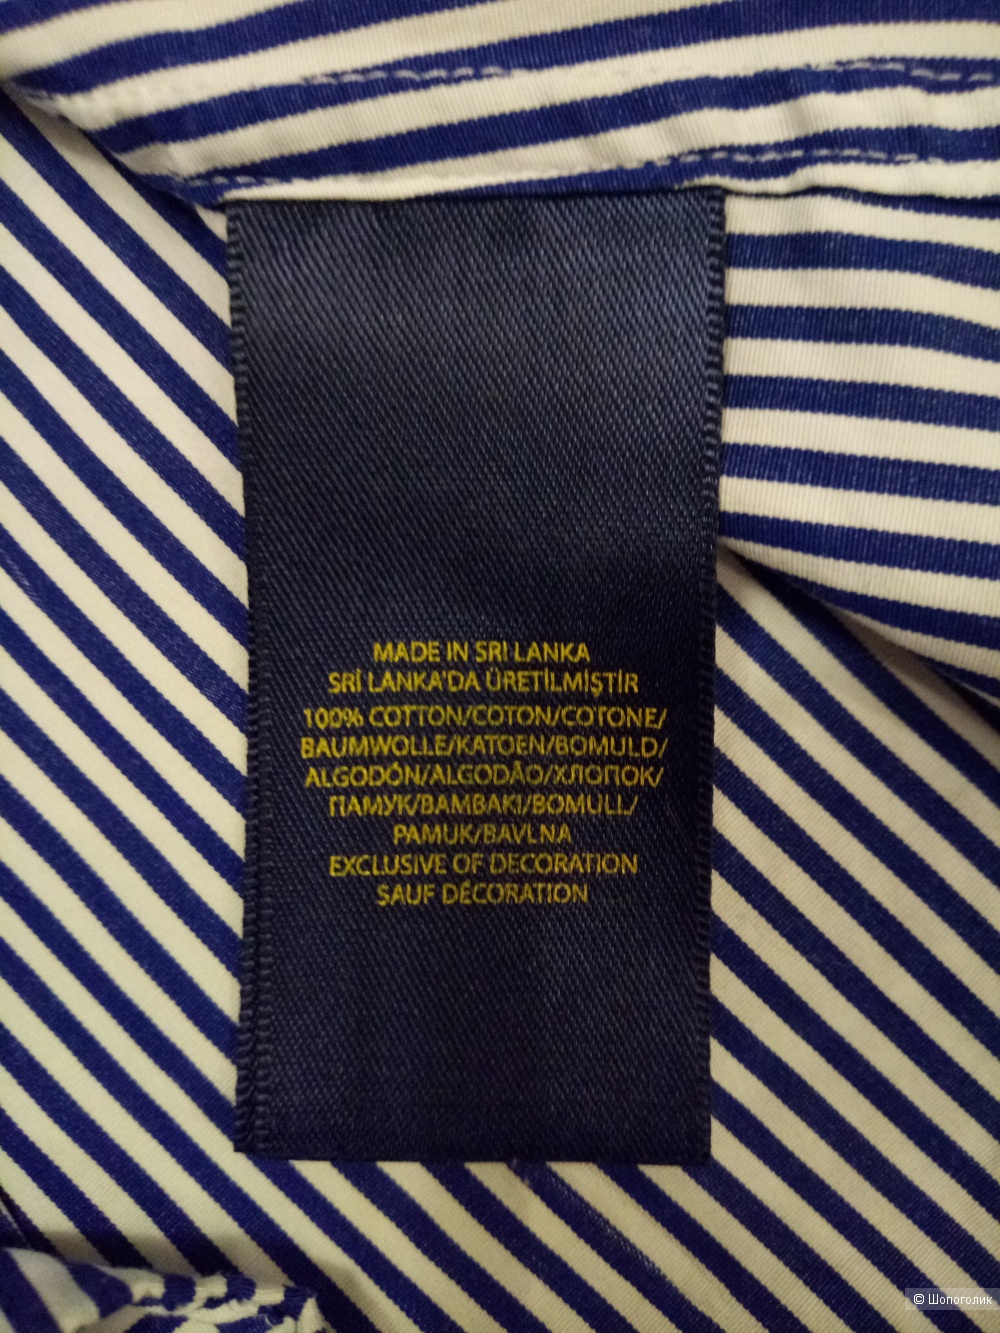 MADE IN SRI LANKA
SRİ LANKA'DA ÜRETİLMİŞTİR
100% COTTON/COTON/COTONE/
BAUMWOLLE/KATOEN/BOMULD/
ALGODÓN/ALGODÃO/ХЛОПОК/
ПАМУК/ΒΑΜΒΑΚΙ/BOMULL/
PAMUK/BAVLNA
EXCLUSIVE OF DECORATION
SAUF DÉCORATION
© Шопоголик